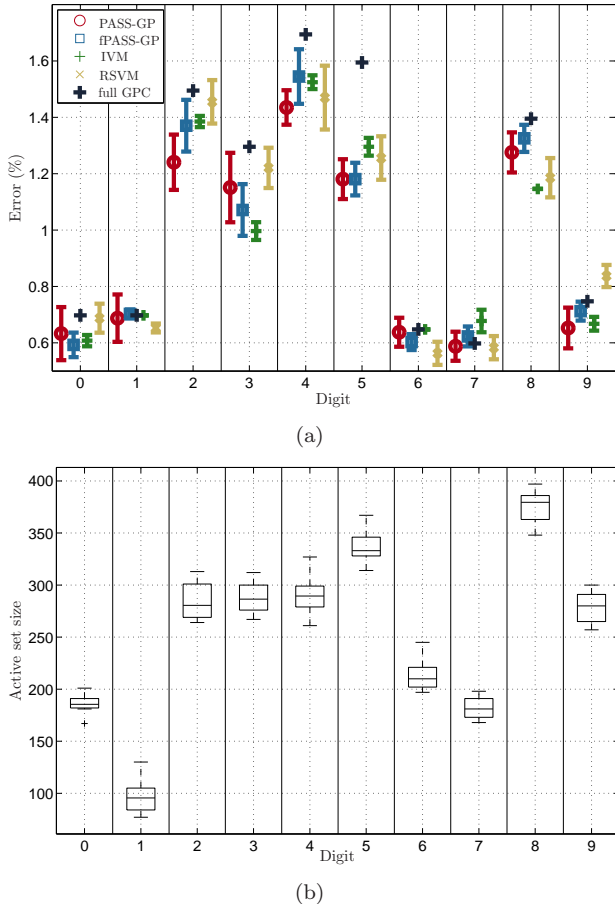 PASS-GP
fPASS-GP
IVM
RSVM
full GPC
Error (%)
1.6
1.4
1.2
1
0.8
0.6
0 1 2 3 4 5 6 7 8 9
Digit
(a)
Active set size
400
350
300
250
200
150
100
0 1 2 3 4 5 6 7 8 9
Digit
(b)